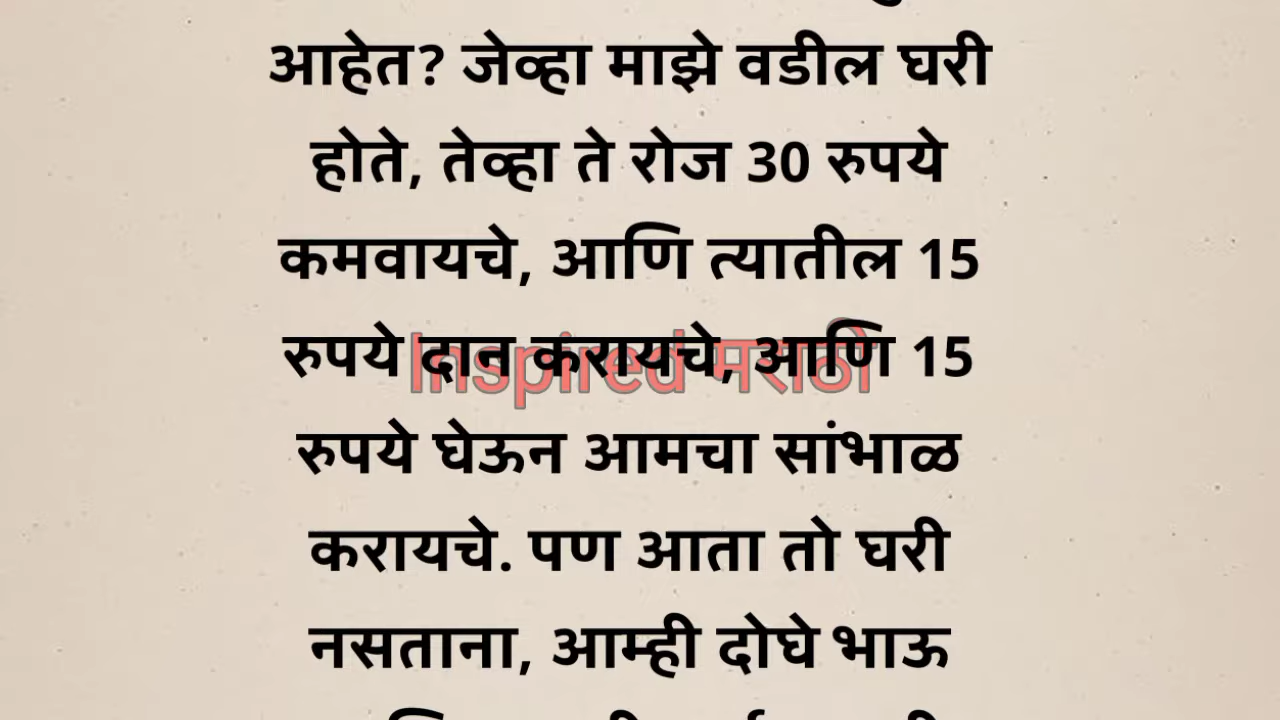 आहेत? जेव्हा माझे वडील घरी
होते, तेव्हा ते रोज 30 रुपये
कमवायचे, आणि त्यातील 15
रुपये दान करायचे, आणि 15
Inspired मराठी
रुपये घेऊन आमचा सांभाळ
करायचे. पण आता तो घरी
नसताना, आम्ही दोघे भाऊ